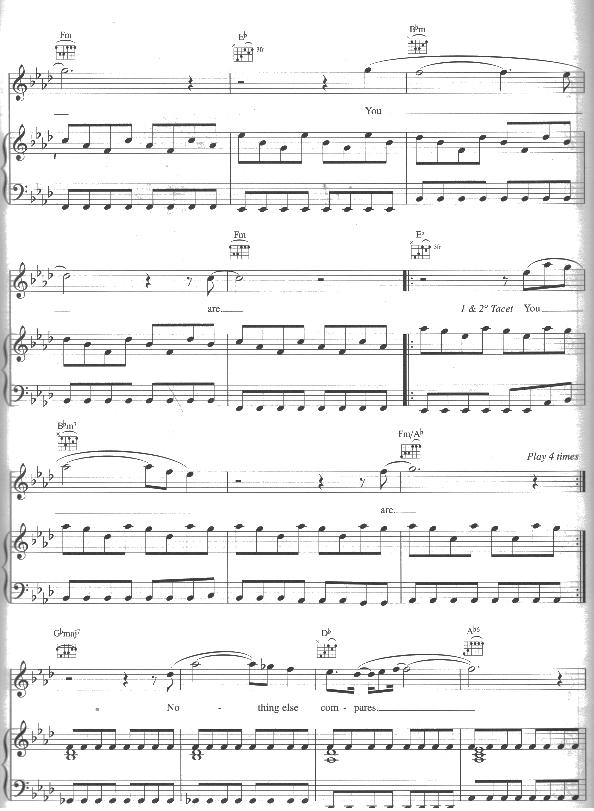 Fm E♭ B♭m
3fr
You
Fm E♭
3fr
are. 1 & 2° Tacet You
B♭m7 Fm/A♭ Play 4 times
are.
G♭maj7 D♭ A♭6
No - thing else com - pares.